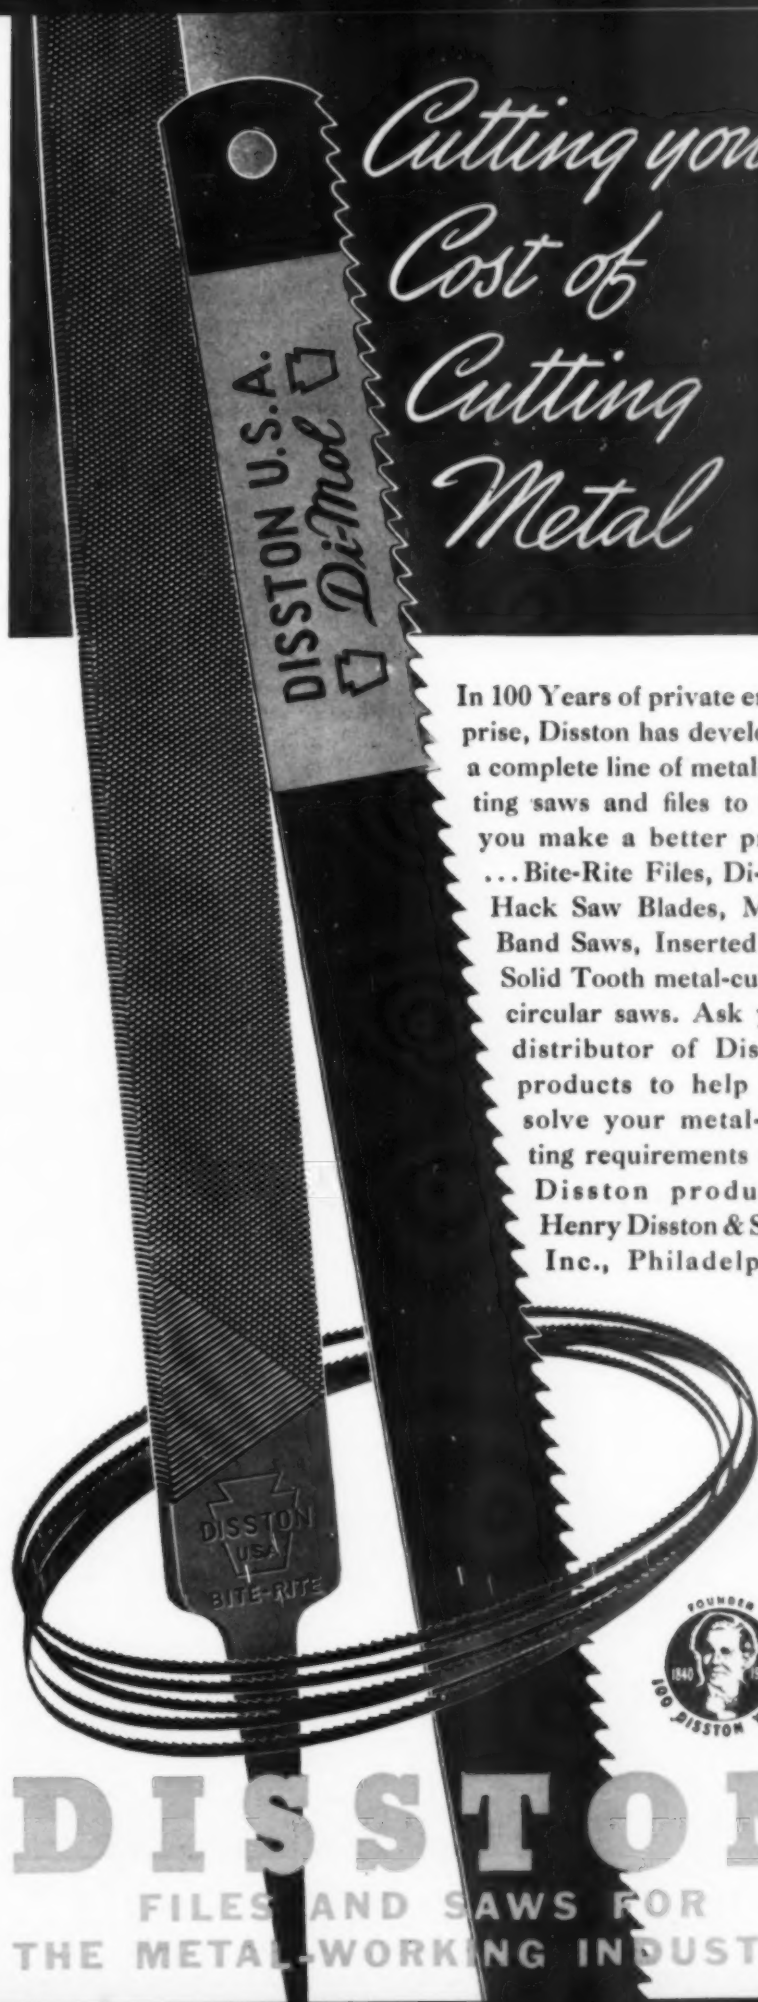 Cutting you
Cost of
Cutting
Metal
DISSTON U.S.A.
Di-Mol
In 100 Years of private e
prise, Disston has devel
a complete line of metal
ting saws and files to
you make a better p
...Bite-Rite Files, Di-
Hack Saw Blades, M
Band Saws, Inserted
Solid Tooth metal-cu
circular saws. Ask
distributor of Dis
products to help
solve your metal-
ting requirements
Disston produ
Henry Disston & S
Inc., Philadelp
DISSTON
USA
BITE-RITE
FOUNDED
1840 19
100 DISSTON
DISSTON
FILES AND SAWS FOR
THE METAL-WORKING INDUST